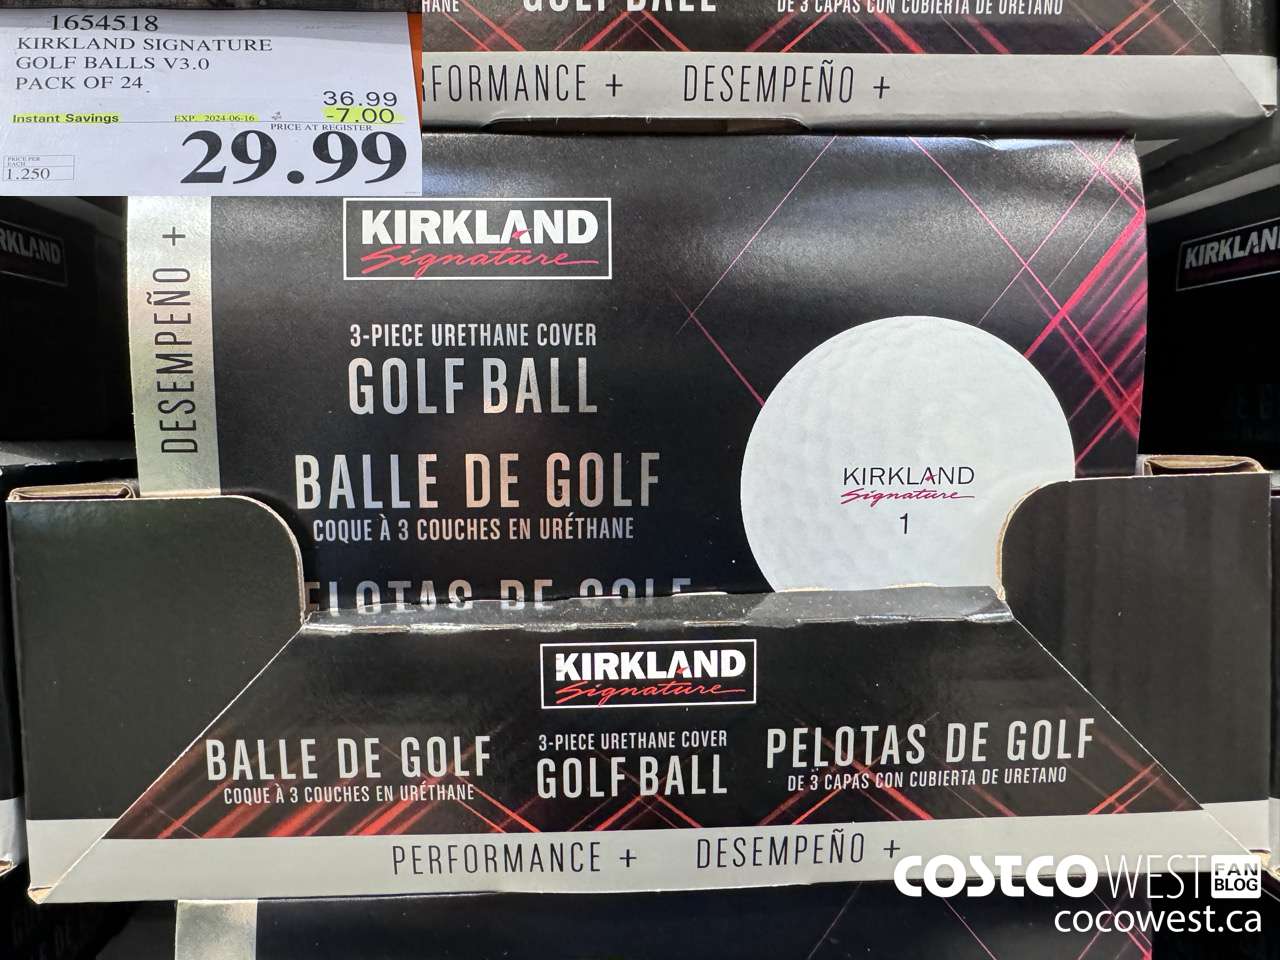 1654518
KIRKLAND SIGNATURE
GOLF BALLS V3.0
PACK OF 24
36.99
Instant Savings EXP. 2024-06-16 -7.00
PRICE AT REGISTER
29.99
PRICE PER
EACH
1.250
DE 3 CAPAS CON CUBIERTA DE URETANO
RFORMANCE + DESEMPEÑO +
DESEMPEÑO +
KIRKLAND
Signature
3-PIECE URETHANE COVER
GOLF BALL
BALLE DE GOLF
COQUE À 3 COUCHES EN URÉTHANE
KIRKLAND
Signature
1
RKLAND
KIRKLAN
KIRKLAND
Signature
BALLE DE GOLF
COQUE À 3 COUCHES EN URÉTHANE
3-PIECE URETHANE COVER
GOLF BALL
PELOTAS DE GOLF
DE 3 CAPAS CON CUBIERTA DE URETANO
PERFORMANCE + DESEMPEÑO +
COSTCO WEST FAN BLOG
cocowest.ca